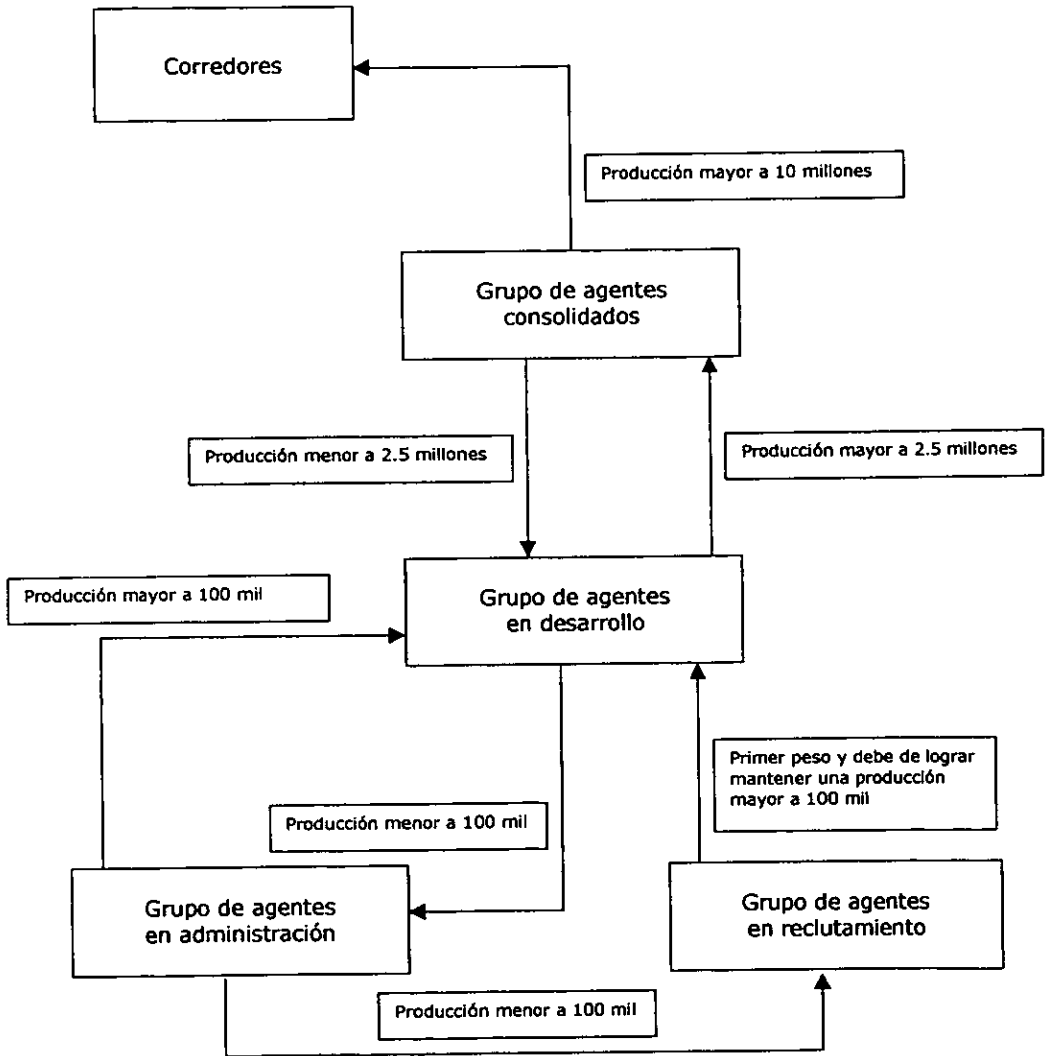 Corredores
Producción mayor a 10 millones
Grupo de agentes
consolidados
Producción menor a 2.5 millones
Producción mayor a 2.5 millones
Producción mayor a 100 mil
Grupo de agentes
en desarrollo
Primer peso y debe de lograr
mantener una producción
mayor a 100 mil
Producción menor a 100 mil
Grupo de agentes
en administración
Grupo de agentes
en reclutamiento
Producción menor a 100 mil